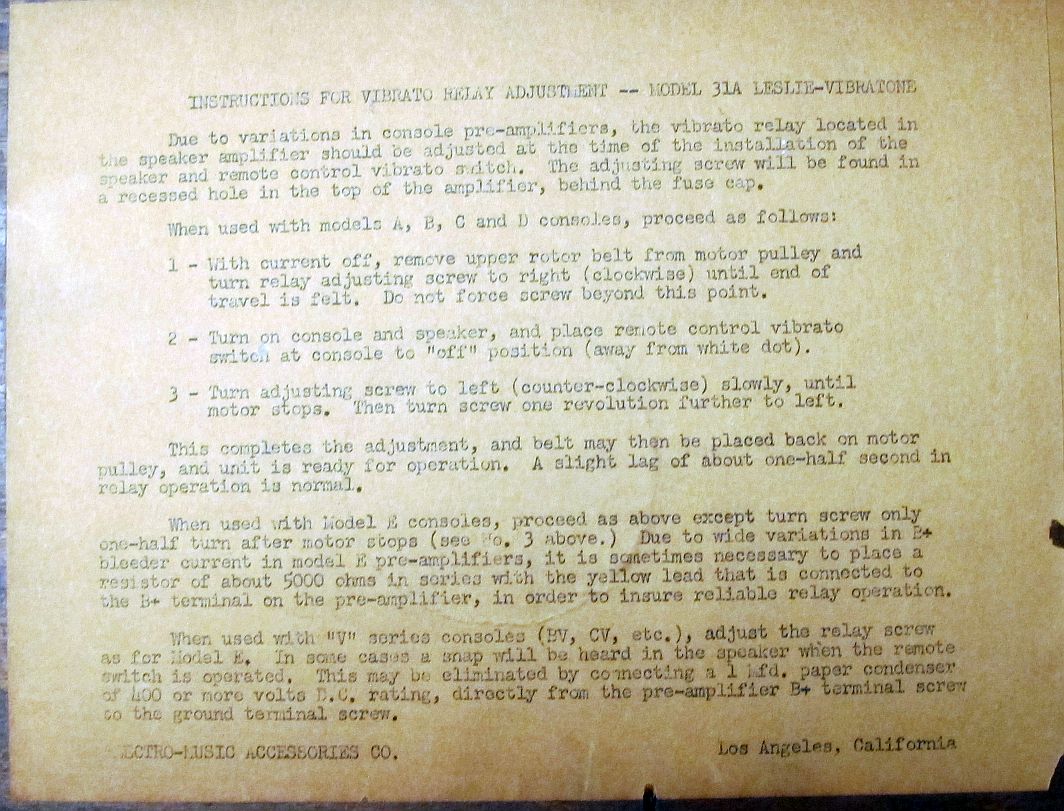 INSTRUCTIONS FOR VIBRATO RELAY ADJUSTMENT -- MODEL 31A LESLIE-VIBRATONE
Due to variations in console pre-amplifiers, the vibrato relay located in
the speaker amplifier should be adjusted at the time of the installation of the
speaker and remote control vibrato switch. The adjusting screw will be found in
a recessed hole in the top of the amplifier, behind the fuse cap.
When used with models A, B, C and D consoles, proceed as follows:
1 - With current off, remove upper rotor belt from motor pulley and
turn relay adjusting screw to right (clockwise) until end of
travel is felt. Do not force screw beyond this point.
2 - Turn on console and speaker, and place remote control vibrato
switch at console to "off" position (away from white dot).
3 - Turn adjusting screw to left (counter-clockwise) slowly, until
motor stops. Then turn screw one revolution further to left.
This completes the adjustment, and belt may then be placed back on motor
pulley, and unit is ready for operation. A slight lag of about one-half second in
relay operation is normal.
When used with Model E consoles, proceed as above except turn screw only
one-half turn after motor stops (see No. 3 above.) Due to wide variations in B+
bleeder current in model E pre-amplifiers, it is sometimes necessary to place a
resistor of about 5000 ohms in series with the yellow lead that is connected to
the B+ terminal on the pre-amplifier, in order to insure reliable relay operation.
When used with "V" series consoles (BV, CV, etc.), adjust the relay screw
as for Model E. In some cases a snap will be heard in the speaker when the remote
switch is operated. This may be eliminated by connecting a 1 Mfd. paper condenser
of 400 or more volts D.C. rating, directly from the pre-amplifier B+ terminal screw
to the ground terminal screw.
ECTRO-MUSIC ACCESSORIES CO. Los Angeles, California